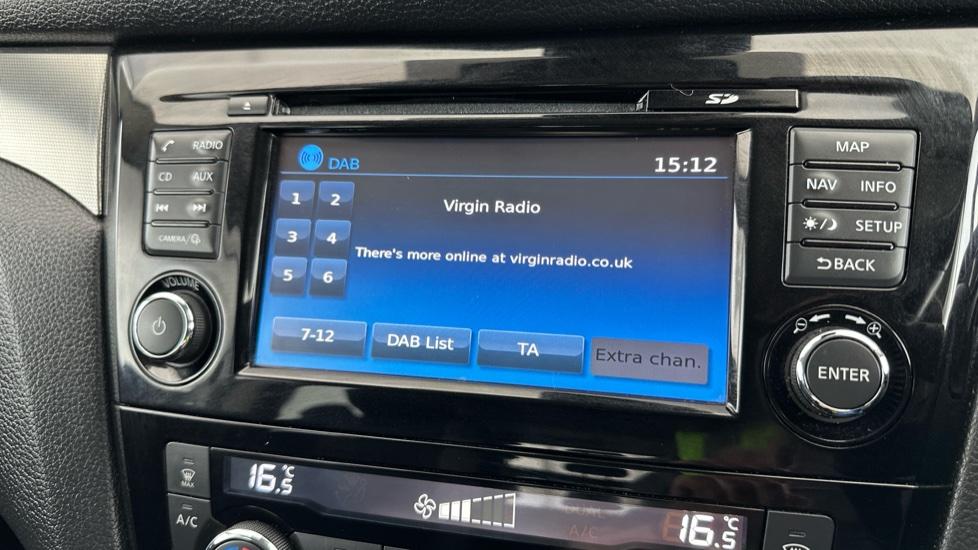 SD
RADIO
CD AUX
CAMERA/
VOLUME
DAB 15:12
1 2
3 4
5 6
Virgin Radio
There's more online at virginradio.co.uk
7-12 DAB List TA Extra chan.
MAP
NAV INFO
SETUP
BACK
ENTER
MAX
A/C
16.5 °C
DUAL
A/C
16.5 °C